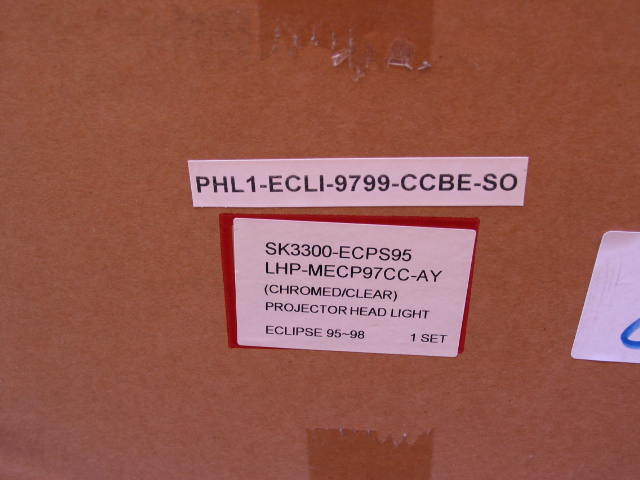 PHL1-ECLI-9799-CCBE-SO
SK3300-ECPS95
LHP-MECP97CC-AY
(CHROMED/CLEAR)
PROJECTOR HEAD LIGHT
ECLIPSE 95~98 1 SET